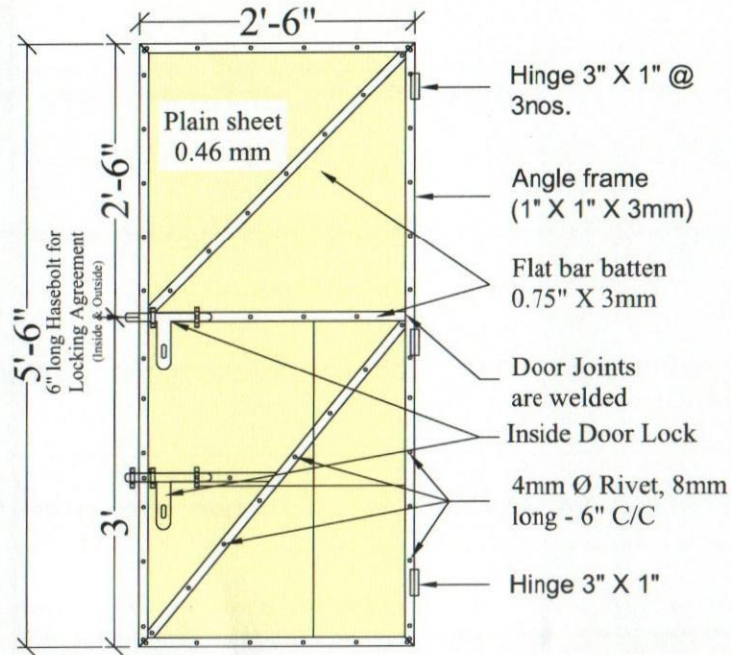 2'-6"
Plain sheet
0.46 mm
5'-6"
2'-6"
3'
6" long Hasebolt for
Locking Agreement
(Inside & Outside)
Hinge 3" X 1" @
3nos.
Angle frame
(1" X 1" X 3mm)
Flat bar batten
0.75" X 3mm
Door Joints
are welded
Inside Door Lock
4mm Ø Rivet, 8mm
long - 6" C/C
Hinge 3" X 1"